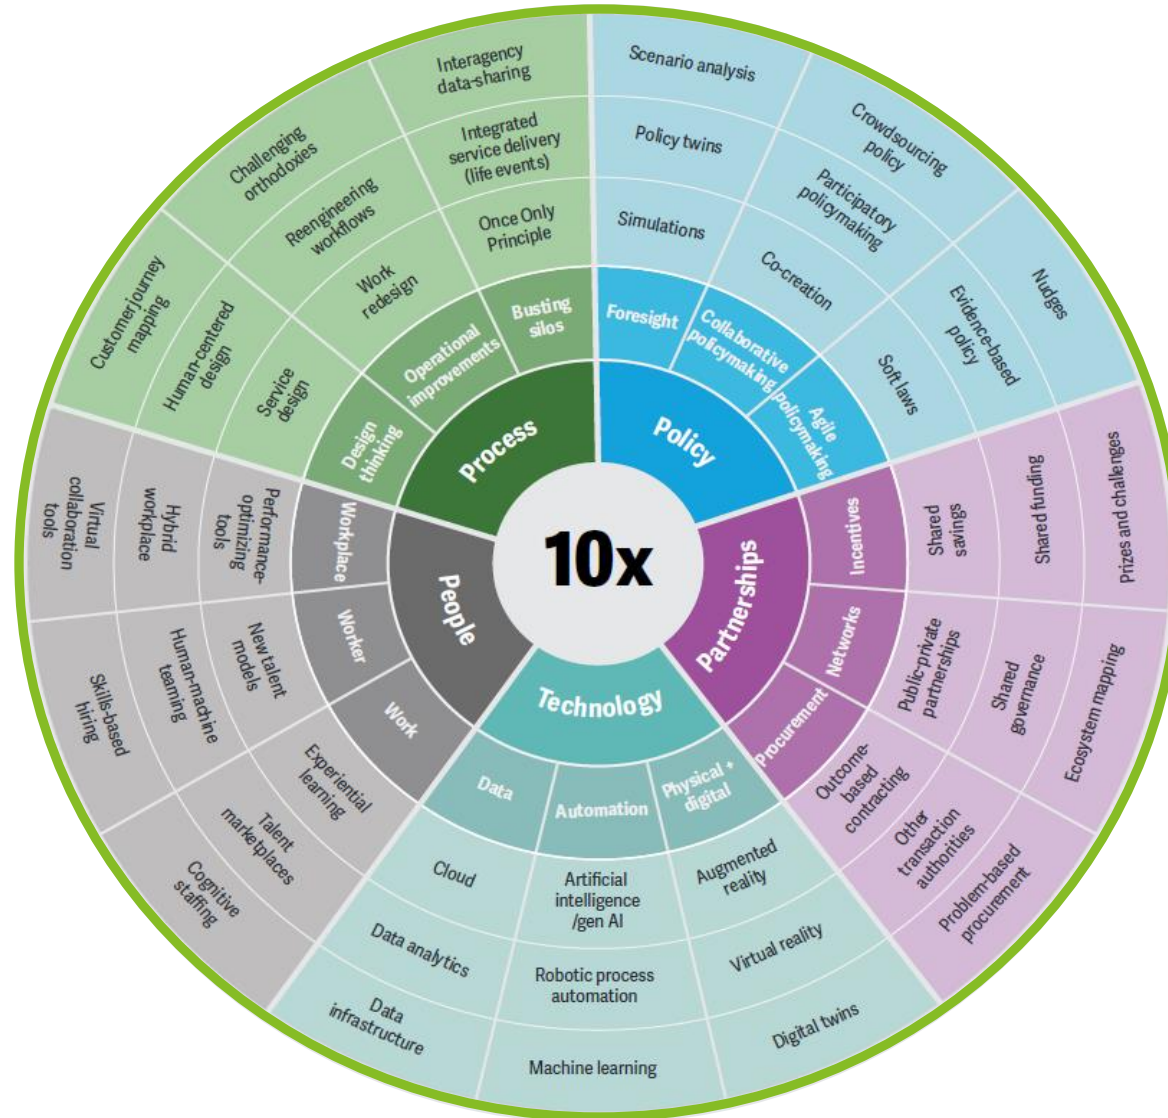 10x
Policy
Foresight
Simulations
Policy twins
Scenario analysis
Collaborative
policymaking
Co-creation
Participatory
policymaking
Crowdsourcing
policy
Agile
policymaking
Soft laws
Evidence-based
policy
Nudges
Partnerships
Incentives
Shared
savings
Shared funding
Prizes and challenges
Networks
Public-private
partnerships
Shared
governance
Ecosystem mapping
Procurement
Outcome-
based
contracting
Other
transaction
authorities
Problem-based
procurement
Technology
Physical +
digital
Augmented
reality
Virtual reality
Digital twins
Automation
Artificial
intelligence
/gen AI
Robotic process
automation
Machine learning
Data
Cloud
Data analytics
Data
infrastructure
People
Work
Experiential
learning
Talent
marketplaces
Cognitive
staffing
Worker
New talent
models
Human-machine
teaming
Skills-based
hiring
Workplace
Performance-
optimizing
tools
Hybrid
workplace
Virtual
collaboration
tools
Process
Design
thinking
Service
design
Human-centered
design
Customer journey
mapping
Operational
improvements
Work
redesign
Reengineering
workflows
Challenging
orthodoxies
Busting
silos
Once Only
Principle
Integrated
service delivery
(life events)
Interagency
data-sharing